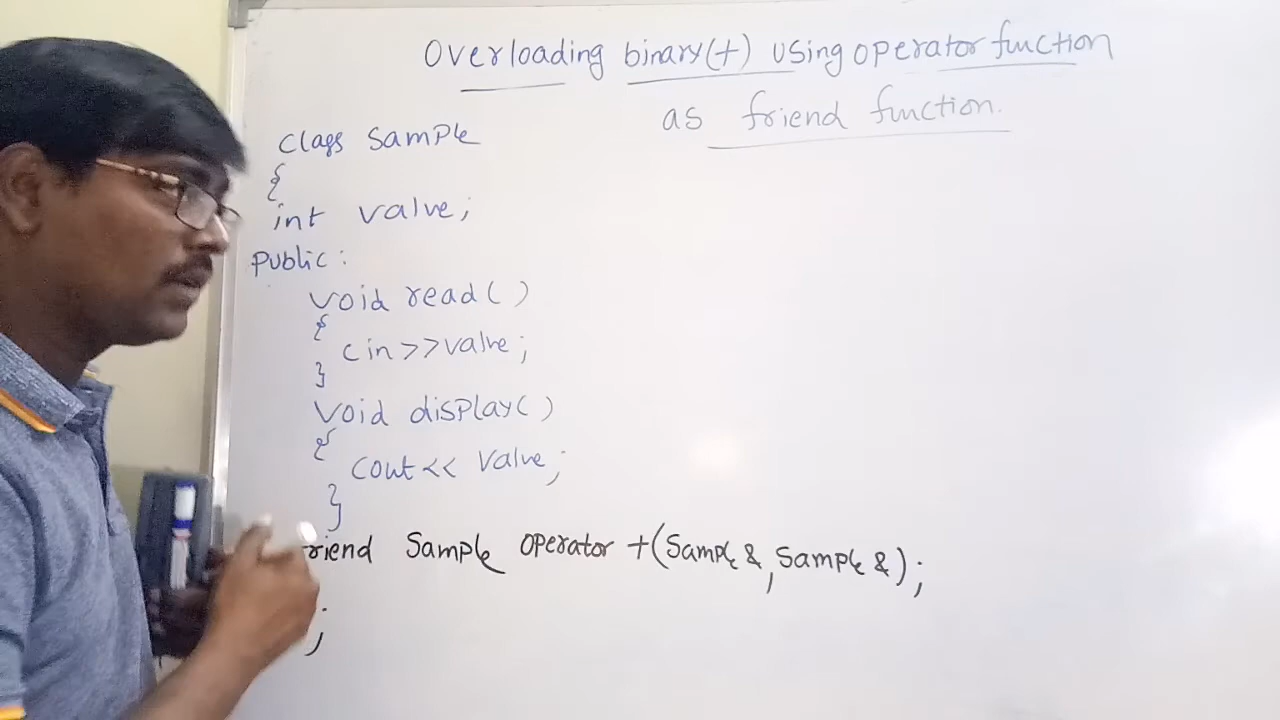 Overloading binary(+) using operator function
as friend function.
Class Sample
{
int value;
Public:
void read()
{
cin>>value;
}
void display()
{
cout<< value;
}
riend Sample operator +(Sample &, Sample &);
;